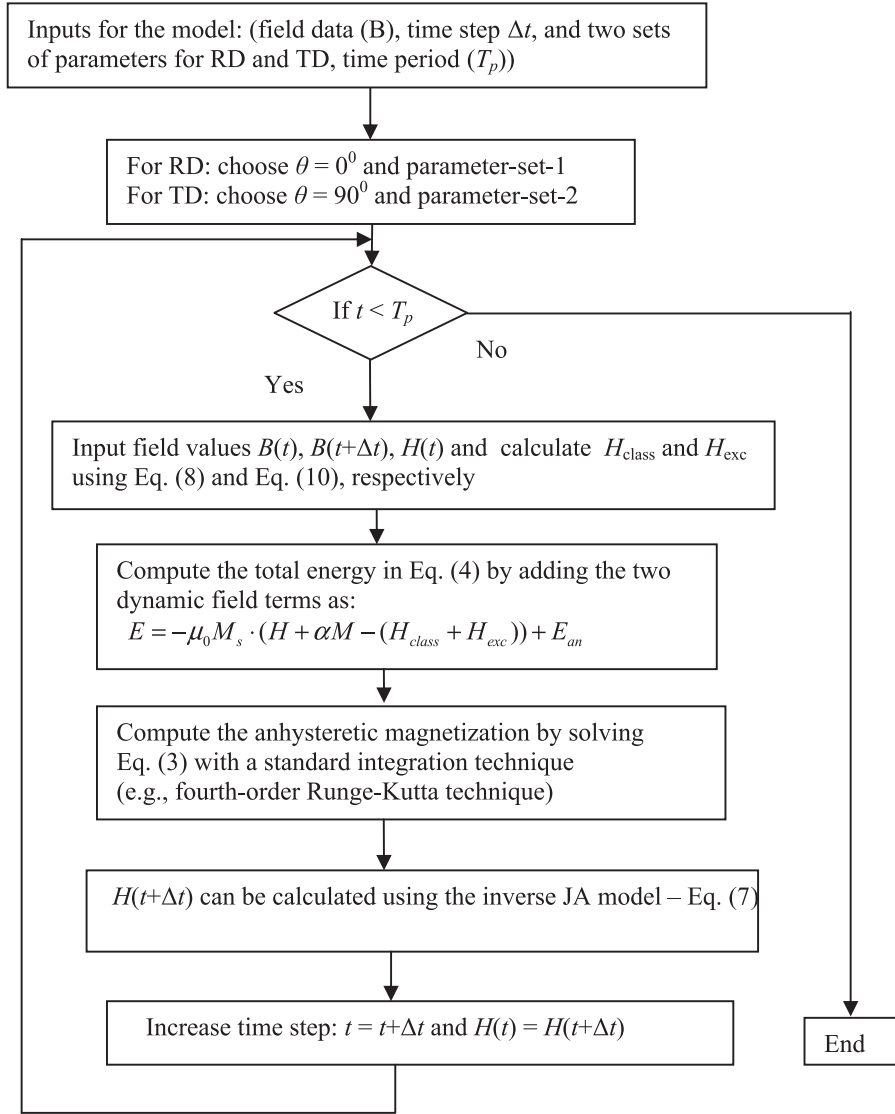 Inputs for the model: (field data (B), time step Δt, and two sets
of parameters for RD and TD, time period (Tₚ))
For RD: choose θ = 0⁰ and parameter-set-1
For TD: choose θ = 90⁰ and parameter-set-2
If t < Tₚ
No
Yes
Input field values B(t), B(t+Δt), H(t) and calculate H_class and H_exc
using Eq. (8) and Eq. (10), respectively
Compute the total energy in Eq. (4) by adding the two
dynamic field terms as:
E = −μ₀Mₛ · (H + αM − (H_class + H_exc)) + E_an
Compute the anhysteretic magnetization by solving
Eq. (3) with a standard integration technique
(e.g., fourth-order Runge-Kutta technique)
H(t+Δt) can be calculated using the inverse JA model – Eq. (7)
Increase time step: t = t+Δt and H(t) = H(t+Δt)
End